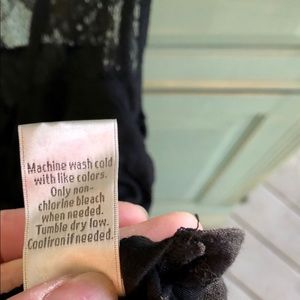 Machine wash cold
with like colors.
Only non-
chlorine bleach
when needed.
Tumble dry low.
Cool iron if needed.